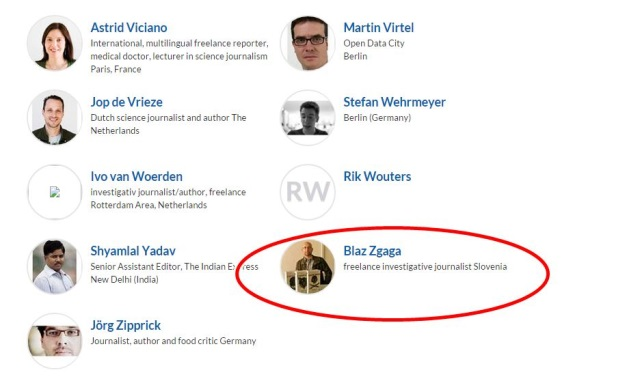 Astrid Viciano
International, multilingual freelance reporter,
medical doctor, lecturer in science journalism
Paris, France
Martin Virtel
Open Data City
Berlin
Jop de Vrieze
Dutch science journalist and author The
Netherlands
Stefan Wehrmeyer
Berlin (Germany)
Ivo van Woerden
investigativ journalist/author, freelance
Rotterdam Area, Netherlands
RW
Rik Wouters
Shyamlal Yadav
Senior Assistant Editor, The Indian Express
New Delhi (India)
Blaz Zgaga
freelance investigative journalist Slovenia
Jörg Zipprick
Journalist, author and food critic Germany